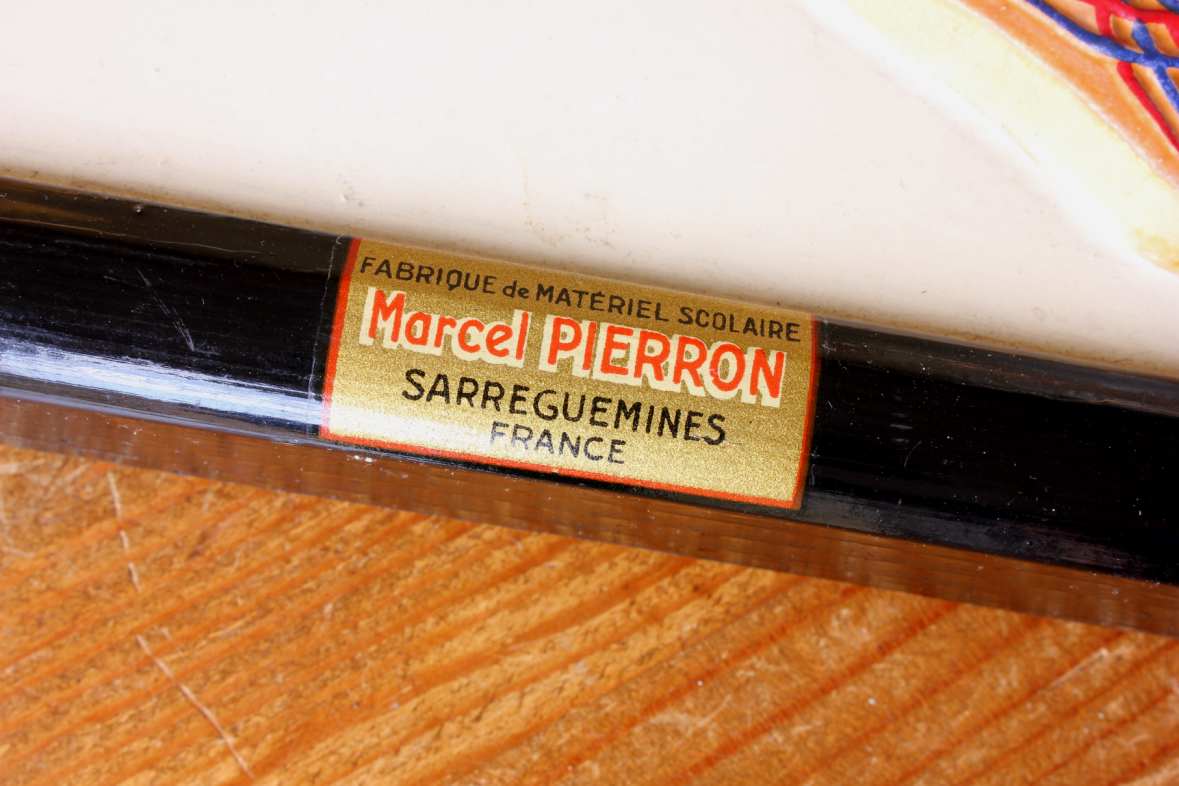 FABRIQUE de MATÉRIEL SCOLAIRE
Marcel PIERRON
SARREGUEMINES
FRANCE